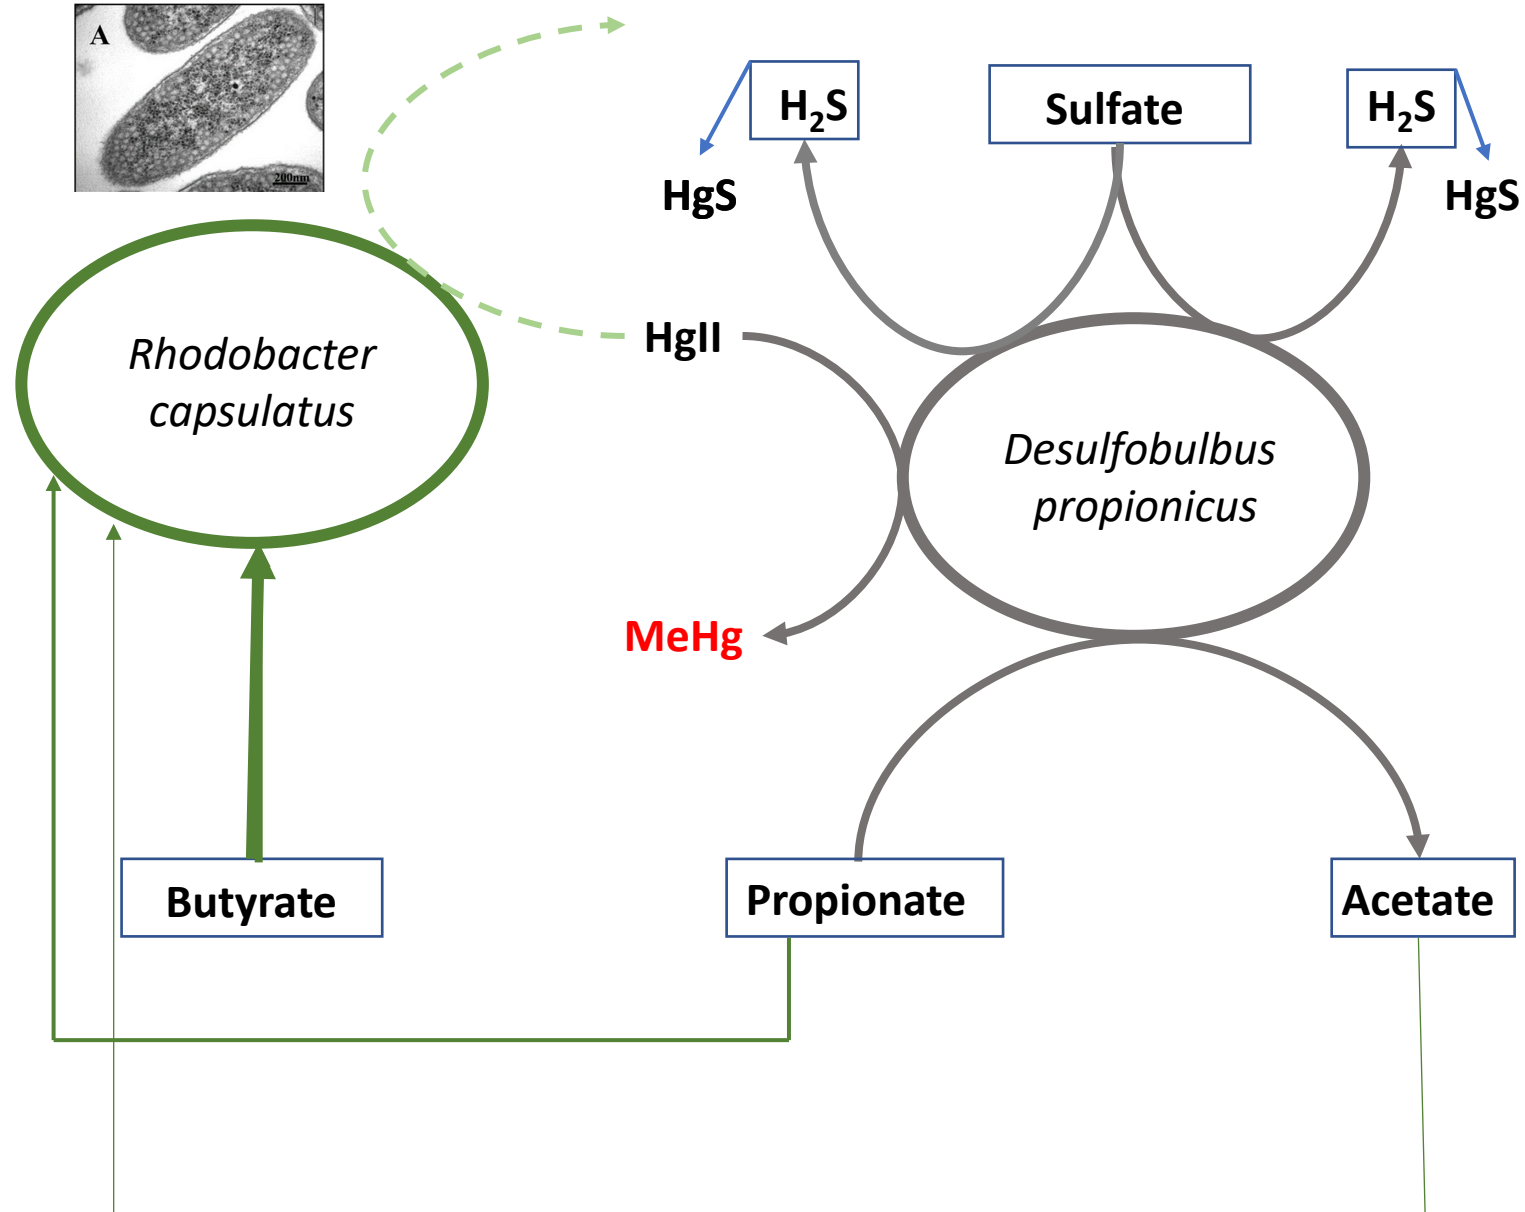 A
200nm
H₂S
Sulfate
H₂S
HgS
HgS
Rhodobacter
capsulatus
HgII
Desulfobulbus
propionicus
MeHg
Butyrate
Propionate
Acetate